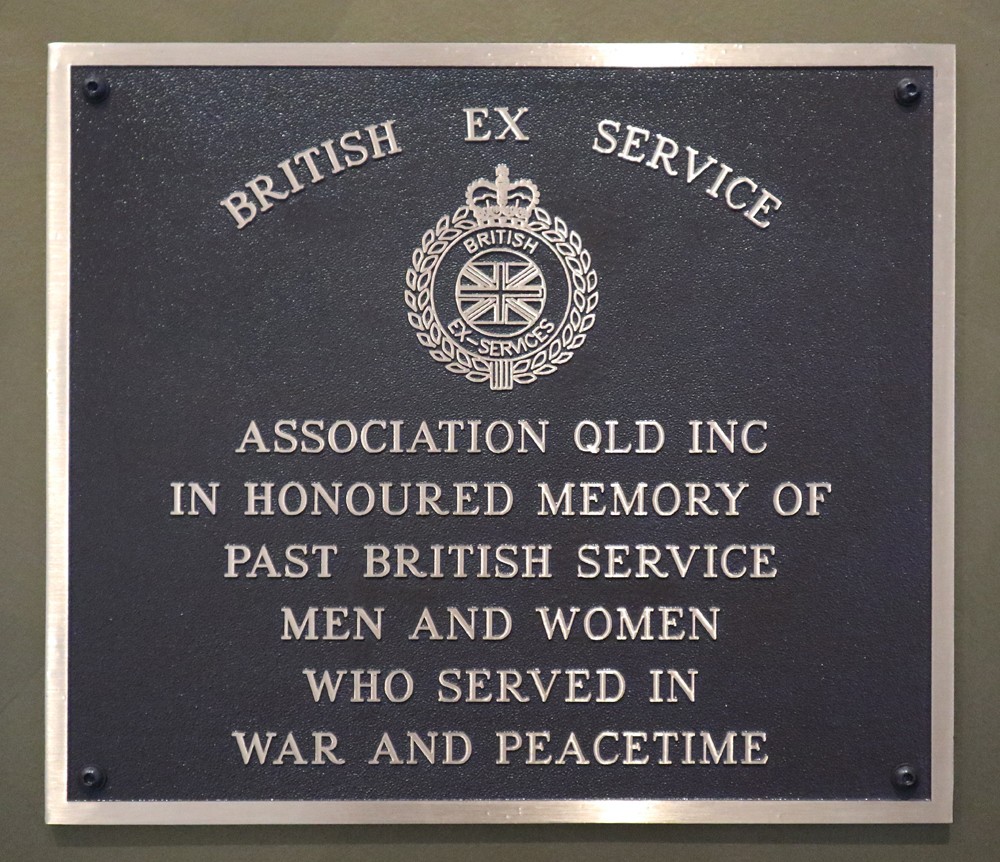 BRITISH EX SERVICE
BRITISH
EX-SERVICES
ASSOCIATION QLD INC
IN HONOURED MEMORY OF
PAST BRITISH SERVICE
MEN AND WOMEN
WHO SERVED IN
WAR AND PEACETIME